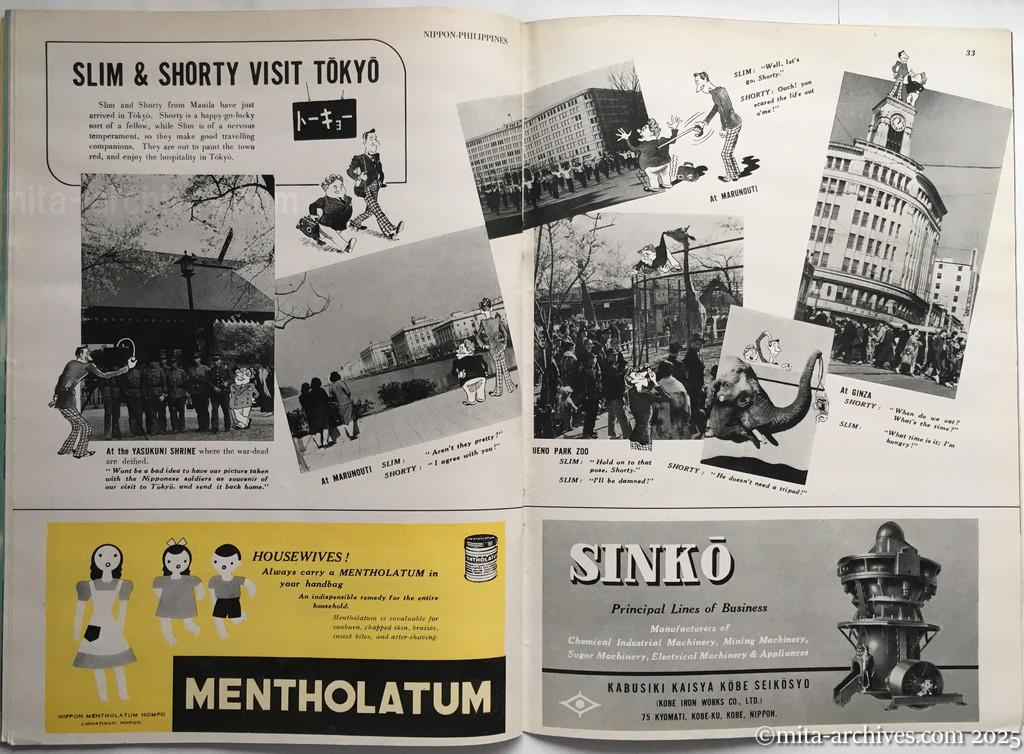 NIPPON-PHILIPPINES
SLIM & SHORTY VISIT TŌKYŌ
Slim and Shorty from Manila have just
arrived in Tōkyō. Shorty is a happy-go-lucky
sort of a fellow, while Slim is of a nervous
temperament, so they make good travelling
companions. They are out to paint the town
red, and enjoy the hospitality in Tōkyō.
トーキョー
At the YASUKUNI SHRINE where the war-dead
are deified.
"Wont be a bad idea to have our picture taken
with the Nipponese soldiers as souvenir of
our visit to Tōkyō, and send it back home."
At MARUNOUTI
SLIM: "Aren't they pretty?"
SHORTY: "I agree with you!"
33
SLIM: "Well, let's
go, Shorty."
SHORTY: Ouch! you
scared the life out
o'me!"
At MARUNOUTI
UENO PARK ZOO
SLIM: "Hold on to that
pose, Shorty."
SLIM: "I'll be damned!"
SHORTY: "He doesn't need a tripod!"
At GINZA
SHORTY: "When do we eat?
What's the time?"
SLIM: "What time is it; I'm
hungry!"
HOUSEWIVES!
Always carry a MENTHOLATUM in
your handbag
An indispensible remedy for the entire
household.
Mentholatum is invaluable for
sunburn, chapped skin, bruises,
insect bites, and after-shaving.
MENTHOLATUM
MENTHOLATUM
NIPPON MENTHOLATUM HOMPO
SINKŌ
Principal Lines of Business
Manufacturers of
Chemical Industrial Machinery, Mining Machinery,
Sugar Machinery, Electrical Machinery & Appliances
KABUSIKI KAISYA KŌBE SEIKŌSYO
(KOBE IRON WORKS CO., LTD.)
75 KYOMATI, KOBE-KU, KOBE, NIPPON.
mita-archives.com
©mita-archives.com 2025